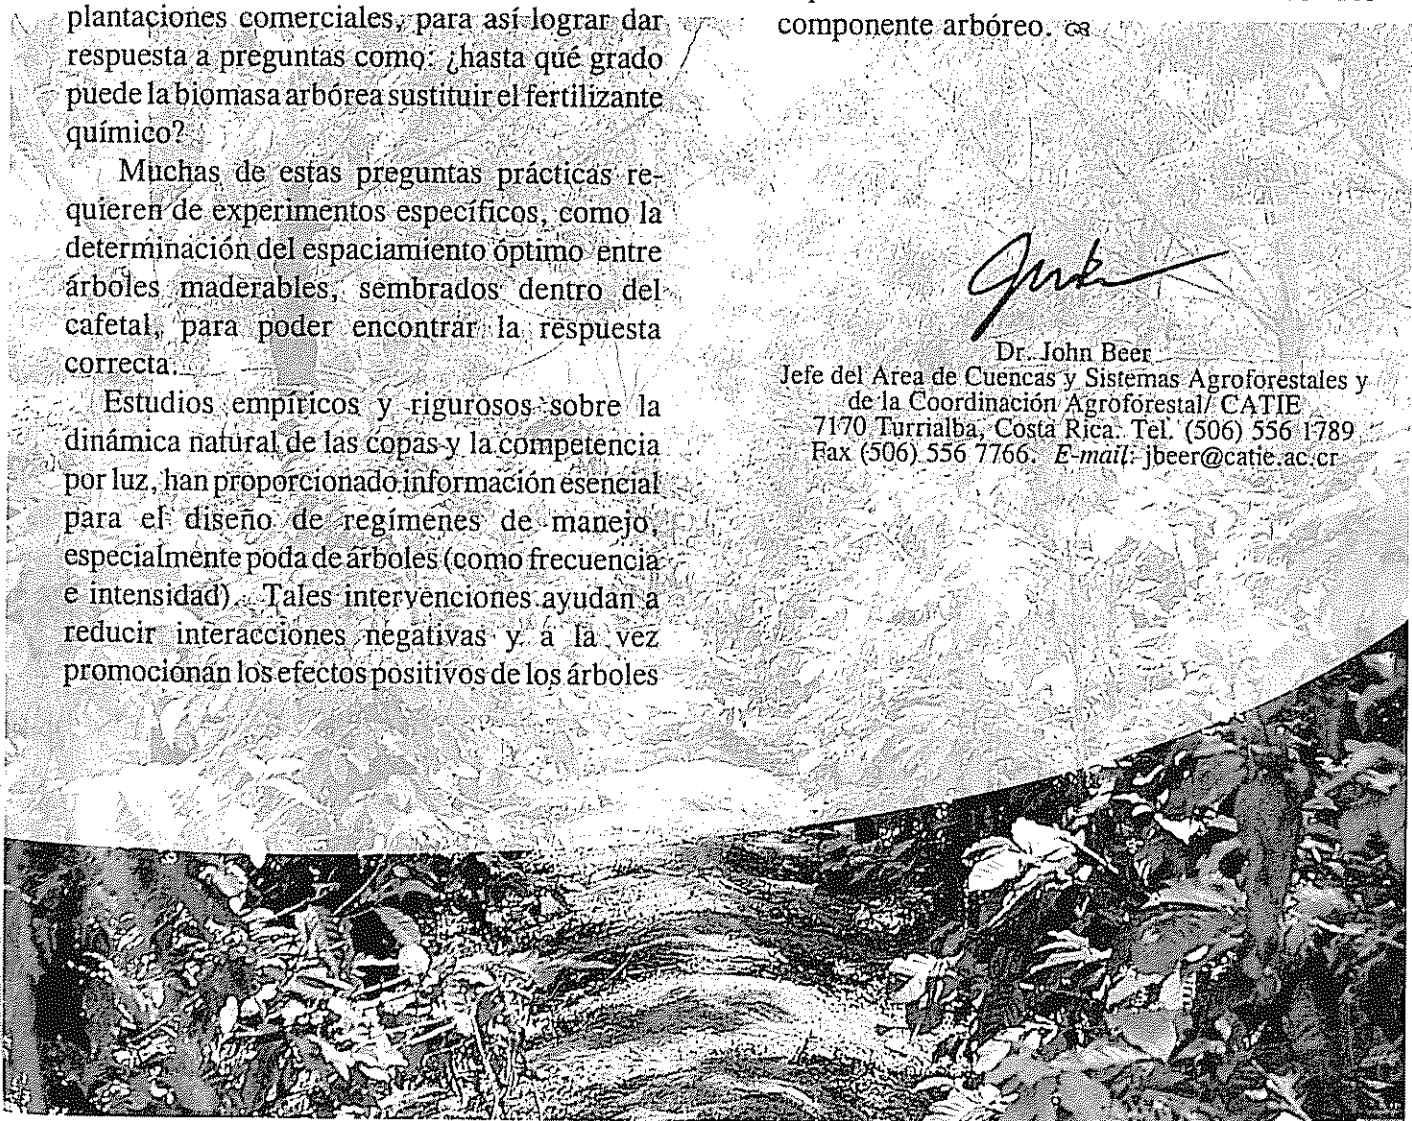 plantaciones comerciales, para así lograr dar
respuesta a preguntas como: ¿hasta qué grado
puede la biomasa arbórea sustituir el fertilizante
químico?
Muchas de estas preguntas prácticas re-
quieren de experimentos específicos, como la
determinación del espaciamiento óptimo entre
árboles maderables, sembrados dentro del
cafetal, para poder encontrar la respuesta
correcta.
Estudios empíricos y rigurosos sobre la
dinámica natural de las copas y la competencia
por luz, han proporcionado información esencial
para el diseño de regímenes de manejo,
especialmente poda de árboles (como frecuencia
e intensidad). Tales intervenciones ayudan a
reducir interacciones negativas y a la vez
promocionan los efectos positivos de los árboles
componente arbóreo.
Dr. John Beer
Jefe del Area de Cuencas y Sistemas Agroforestales y
de la Coordinación Agroforestal/ CATIE
7170 Turrialba, Costa Rica. Tel. (506) 556 1789
Fax (506) 556 7766. E-mail: jbeer@catie.ac.cr